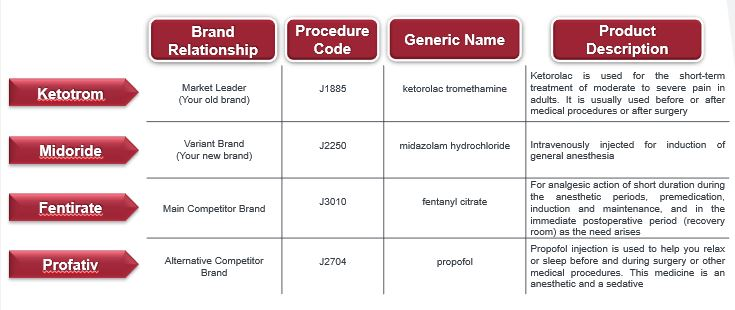 Brand
Relationship
Procedure
Code
Generic Name
Product
Description
Ketotrom
Market Leader
(Your old brand)
J1885
ketorolac tromethamine
Ketorolac is used for the short-term
treatment of moderate to severe pain in
adults. It is usually used before or after
medical procedures or after surgery
Midoride
Variant Brand
(Your new brand)
J2250
midazolam hydrochloride
Intravenously injected for induction of
general anesthesia
Fentirate
Main Competitor Brand
J3010
fentanyl citrate
For analgesic action of short duration during
the anesthetic periods, premedication,
induction and maintenance, and in the
immediate postoperative period (recovery
room) as the need arises
Profativ
Alternative Competitor
Brand
J2704
propofol
Propofol injection is used to help you relax
or sleep before and during surgery or other
medical procedures. This medicine is an
anesthetic and a sedative